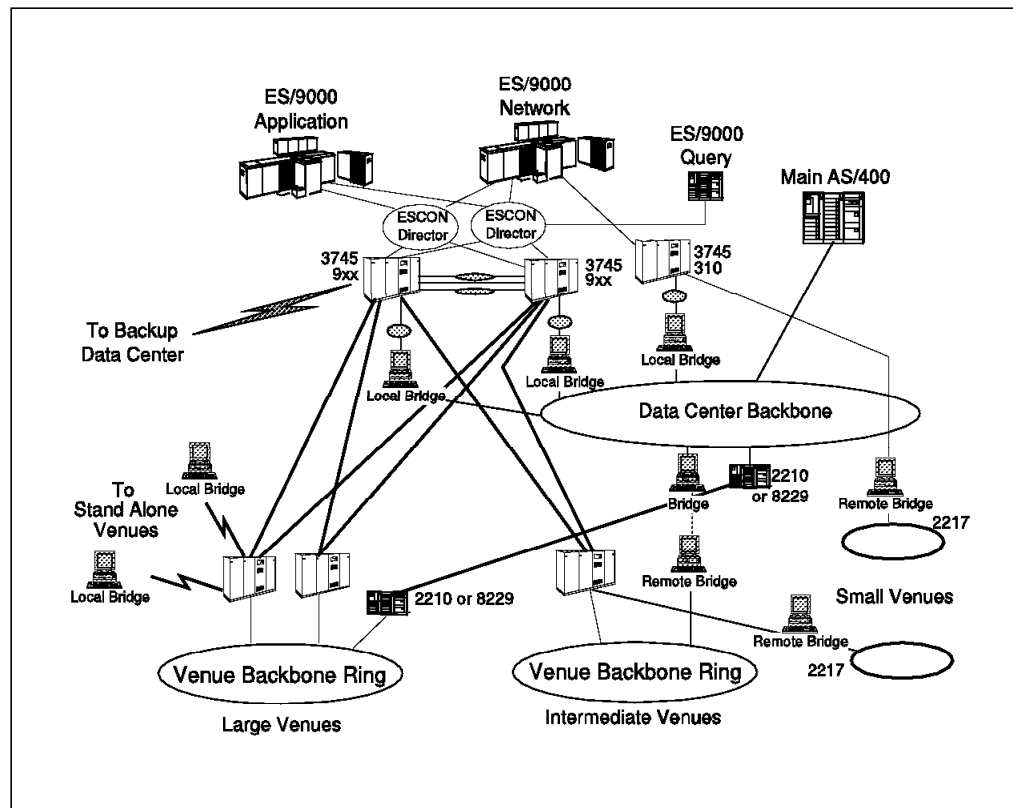 ES/9000
Application
ES/9000
Network
ES/9000
Query
Main AS/400
ESCON
Director
ESCON
Director
3745
9xx
3745
9xx
3745
310
To Backup
Data Center
Local Bridge
Local Bridge
Local Bridge
Data Center Backbone
Local Bridge
To
Stand Alone
Venues
Local Bridge
Bridge
2210
or 8229
Remote Bridge
2217
Remote Bridge
Small Venues
2210 or 8229
Remote Bridge
2217
Venue Backbone Ring
Large Venues
Venue Backbone Ring
Intermediate Venues